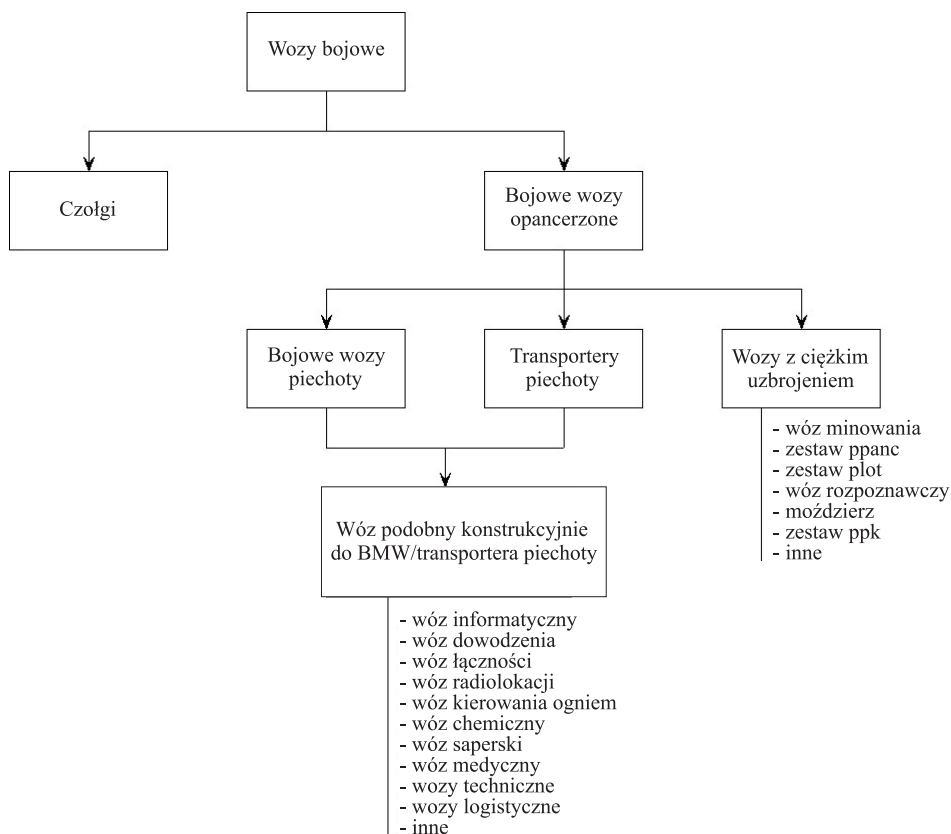 Wozy bojowe
Czołgi
Bojowe wozy
opancerzone
Bojowe wozy
piechoty
Transportery
piechoty
Wozy z ciężkim
uzbrojeniem
- wóz minowania
- zestaw ppanc
- zestaw plot
- wóz rozpoznawczy
- moździerz
- zestaw ppk
- inne
Wóz podobny konstrukcyjnie
do BMW/transportera piechoty
- wóz informatyczny
- wóz dowodzenia
- wóz łączności
- wóz radiolokacji
- wóz kierowania ogniem
- wóz chemiczny
- wóz saperski
- wóz medyczny
- wozy techniczne
- wozy logistyczne
- inne